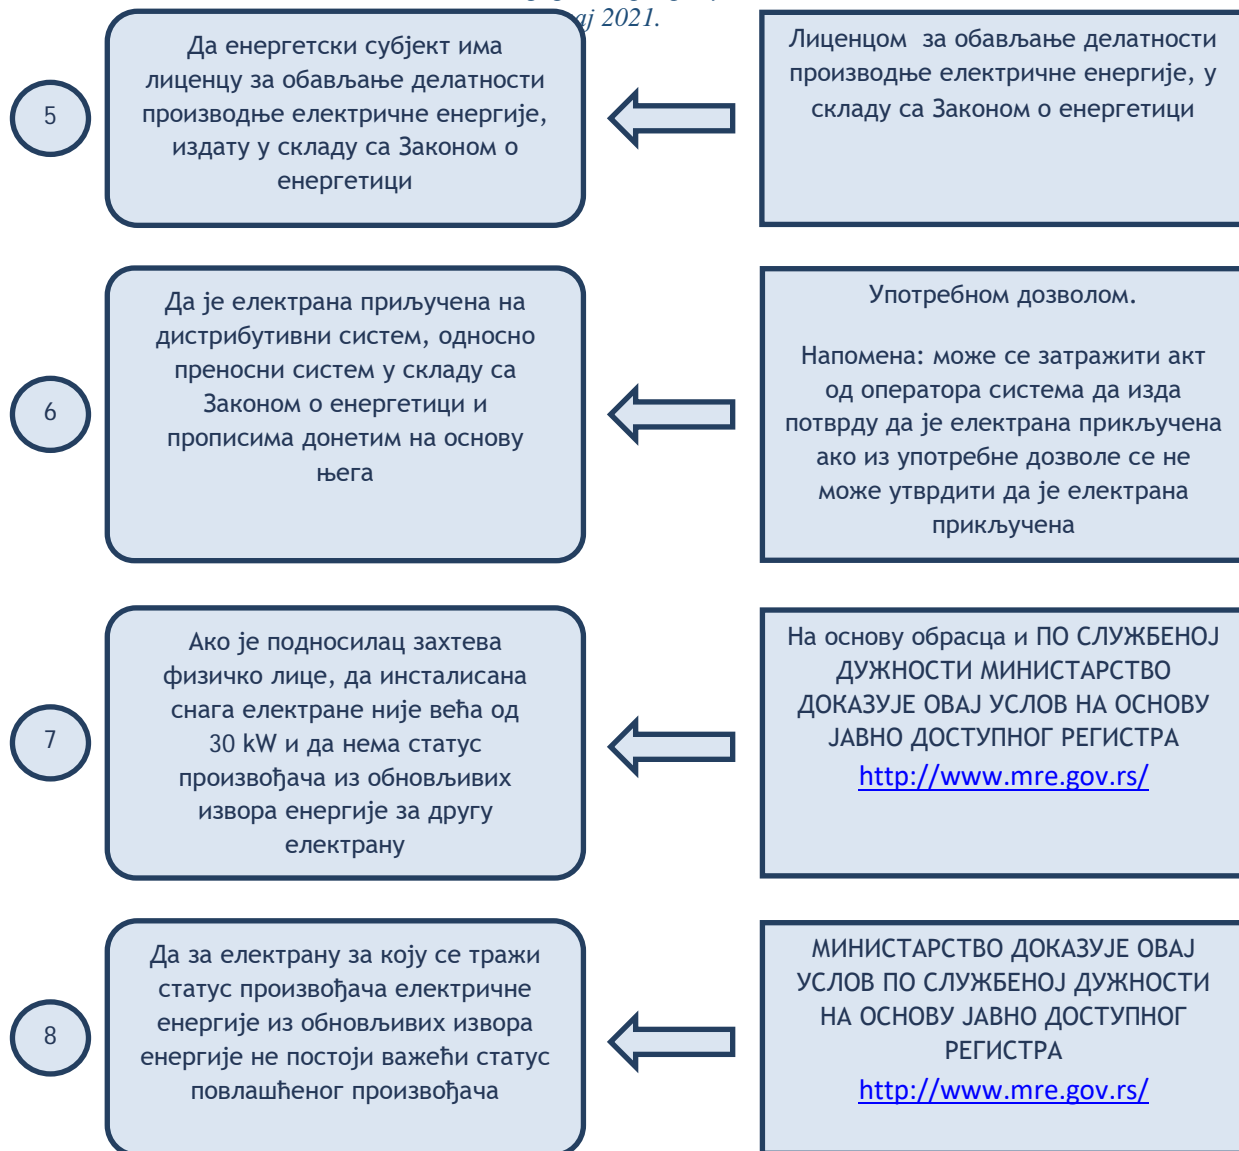 ај 2021.
5
Да енергетски субјект има
лиценцу за обављање делатности
производње електричне енергије,
издату у складу са Законом о
енергетици
Лиценцом за обављање делатности
производње електричне енергије, у
складу са Законом о енергетици
6
Да је електрана приључена на
дистрибутивни систем, односно
преносни систем у складу са
Законом о енергетици и
прописима донетим на основу
њега
Употребном дозволом.
Напомена: може се затражити акт
од оператора система да изда
потврду да је електрана прикључена
ако из употребне дозволе се не
може утврдити да је електрана
прикључена
7
Ако је подносилац захтева
физичко лице, да инсталисана
снага електране није већа од
30 kW и да нема статус
произвођача из обновљивих
извора енергије за другу
електрану
На основу обрасца и ПО СЛУЖБЕНОЈ
ДУЖНОСТИ МИНИСТАРСТВО
ДОКАЗУЈЕ ОВАЈ УСЛОВ НА ОСНОВУ
ЈАВНО ДОСТУПНОГ РЕГИСТРА
http://www.mre.gov.rs/
8
Да за електрану за коју се тражи
статус произвођача електричне
енергије из обновљивих извора
енергије не постоји важећи статус
повлашћеног произвођача
МИНИСТАРСТВО ДОКАЗУЈЕ ОВАЈ
УСЛОВ ПО СЛУЖБЕНОЈ ДУЖНОСТИ
НА ОСНОВУ ЈАВНО ДОСТУПНОГ
РЕГИСТРА
http://www.mre.gov.rs/